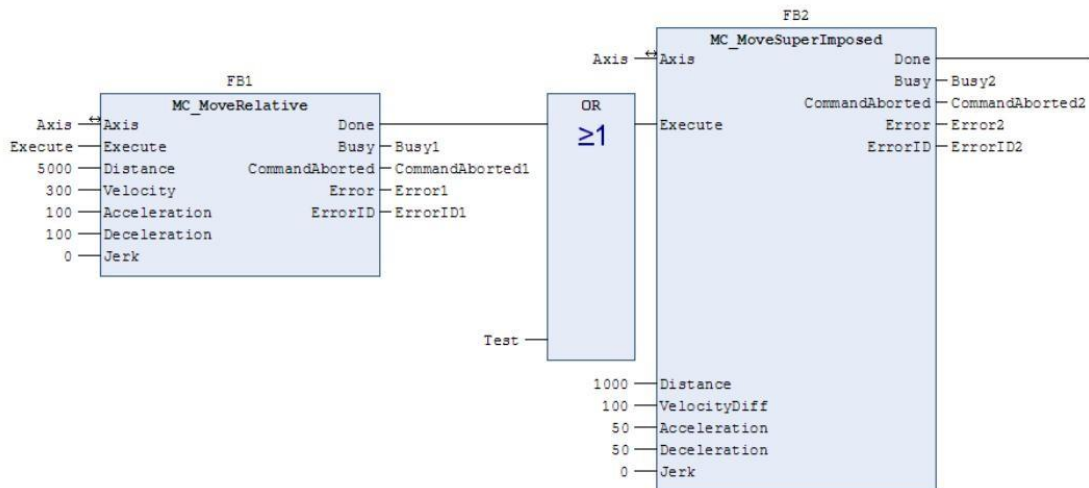 FB2
MC_MoveSuperImposed
Axis Axis Done
Busy Busy2
CommandAborted CommandAborted2
Execute Error Error2
ErrorID ErrorID2
Distance
1000
VelocityDiff
100
Acceleration
50
Deceleration
50
Jerk
0
FB1
MC_MoveRelative
Axis Axis Done
Execute Execute Busy Busy1
5000 Distance CommandAborted CommandAborted1
300 Velocity Error Error1
100 Acceleration ErrorID ErrorID1
100 Deceleration
0 Jerk
OR
≥1
Test